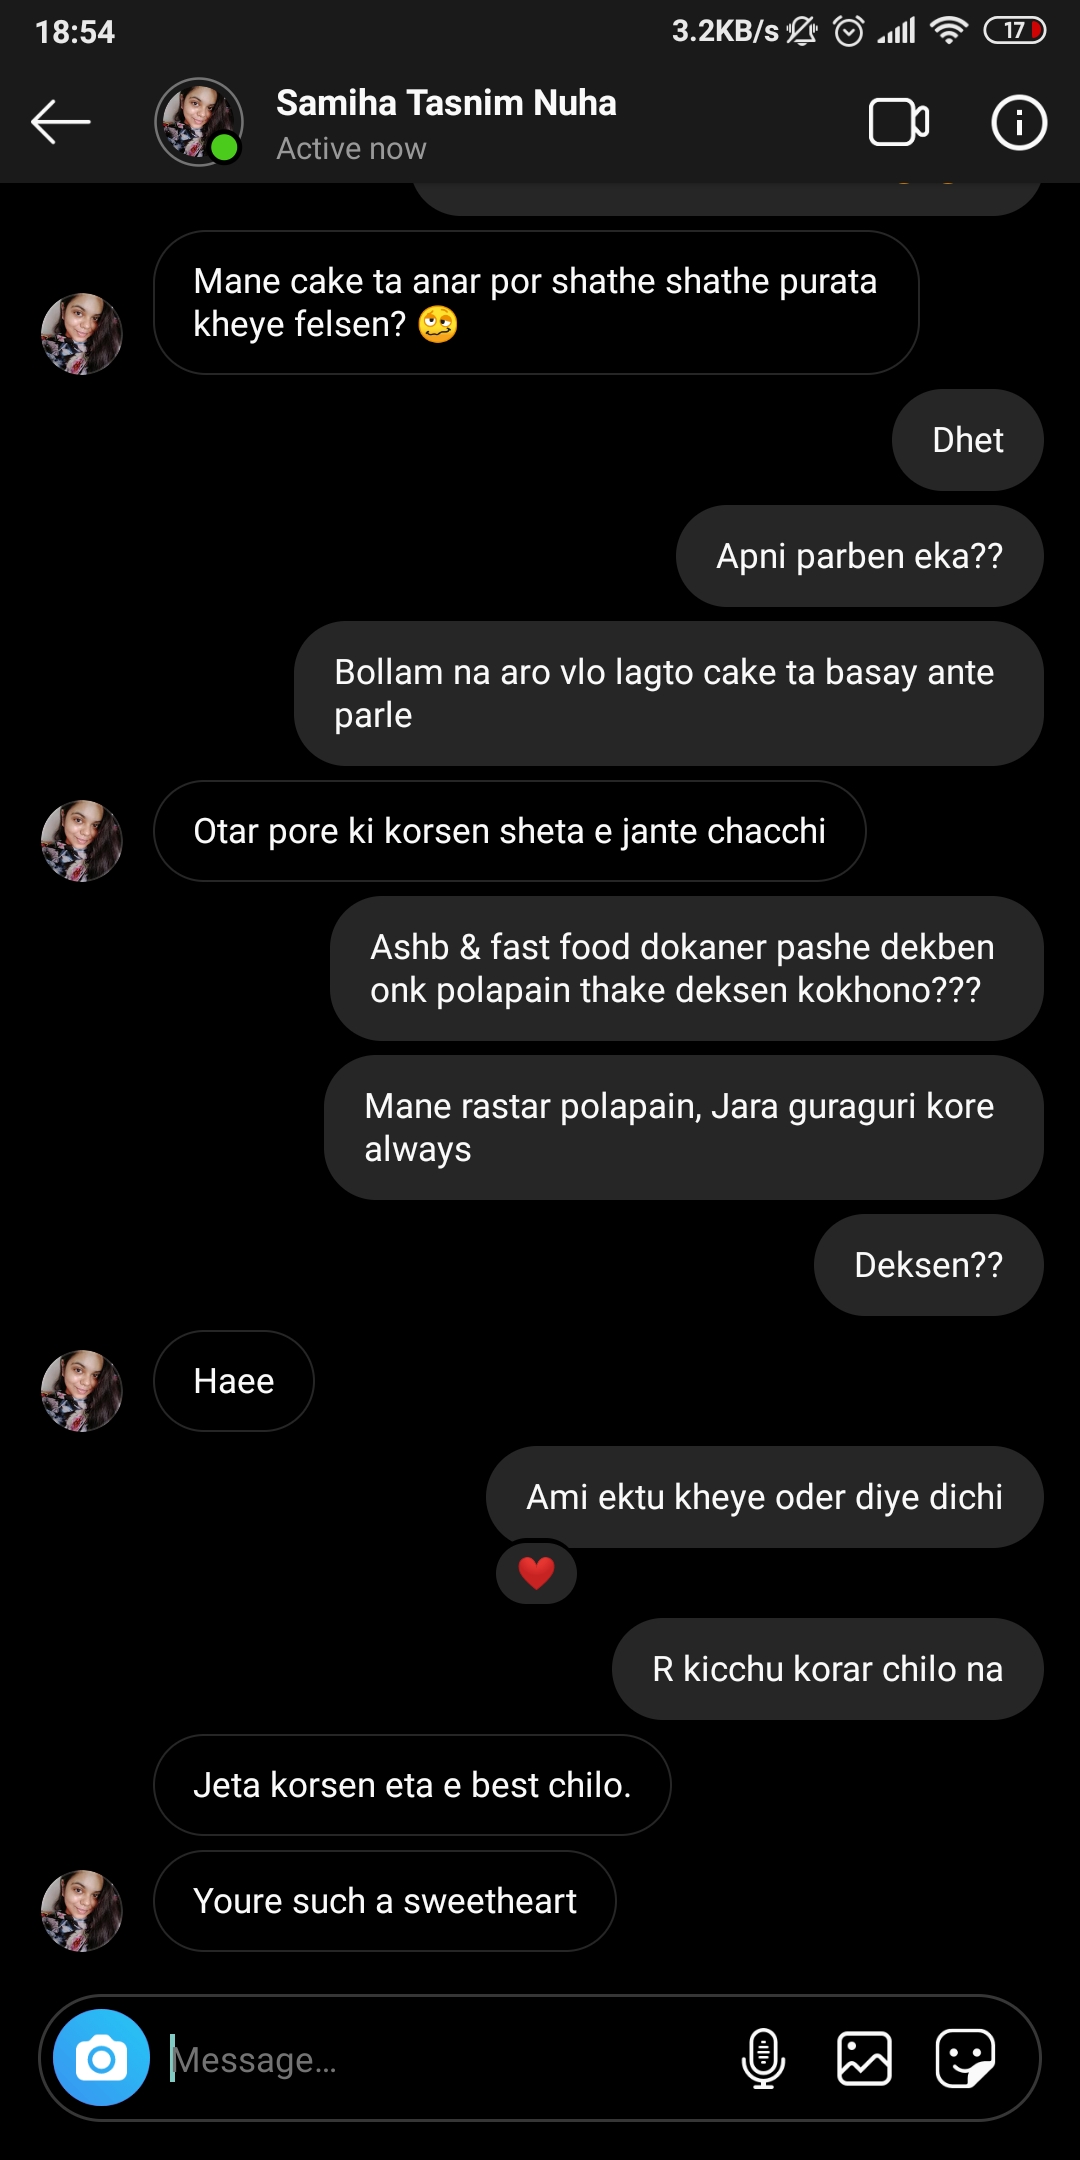 18:54
3.2KB/s
17
Samiha Tasnim Nuha
Active now
Mane cake ta anar por shathe shathe purata
kheye felsen? 🥴
Dhet
Apni parben eka??
Bollam na aro vlo lagto cake ta basay ante
parle
Otar pore ki korsen sheta e jante chacchi
Ashb & fast food dokaner pashe dekben
onk polapain thake deksen kokhono???
Mane rastar polapain, Jara guraguri kore
always
Deksen??
Haee
Ami ektu kheye oder diye dichi
❤️
R kicchu korar chilo na
Jeta korsen eta e best chilo.
Youre such a sweetheart
Message...